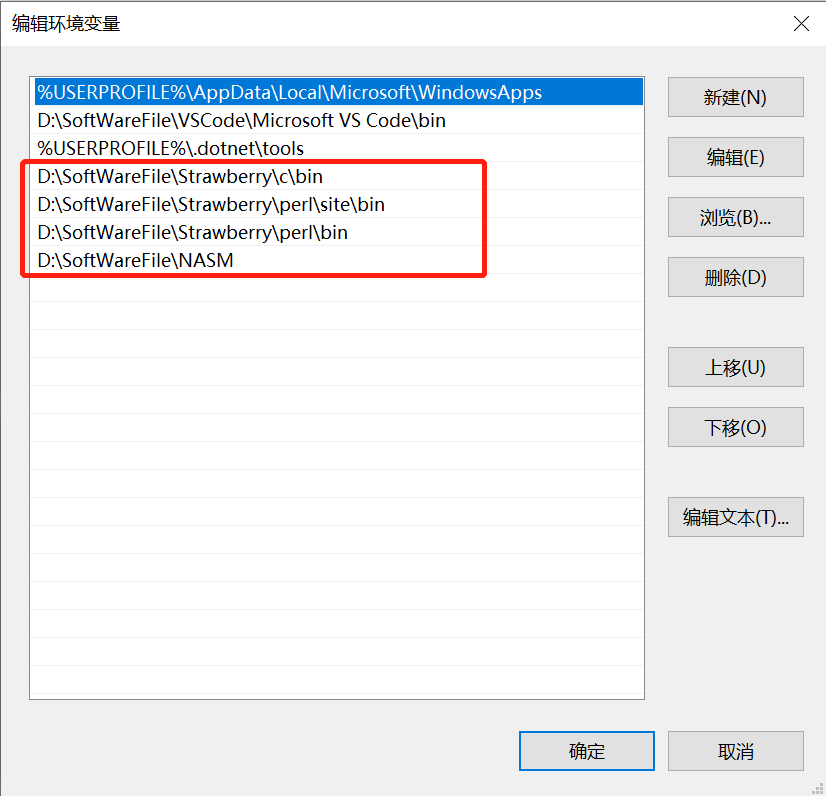 编辑环境变量
%USERPROFILE%\AppData\Local\Microsoft\WindowsApps
D:\SoftWareFile\VSCode\Microsoft VS Code\bin
%USERPROFILE%\.dotnet\tools
D:\SoftWareFile\Strawberry\c\bin
D:\SoftWareFile\Strawberry\perl\site\bin
D:\SoftWareFile\Strawberry\perl\bin
D:\SoftWareFile\NASM
新建(N)
编辑(E)
浏览(B)...
删除(D)
上移(U)
下移(O)
编辑文本(T)...
确定
取消